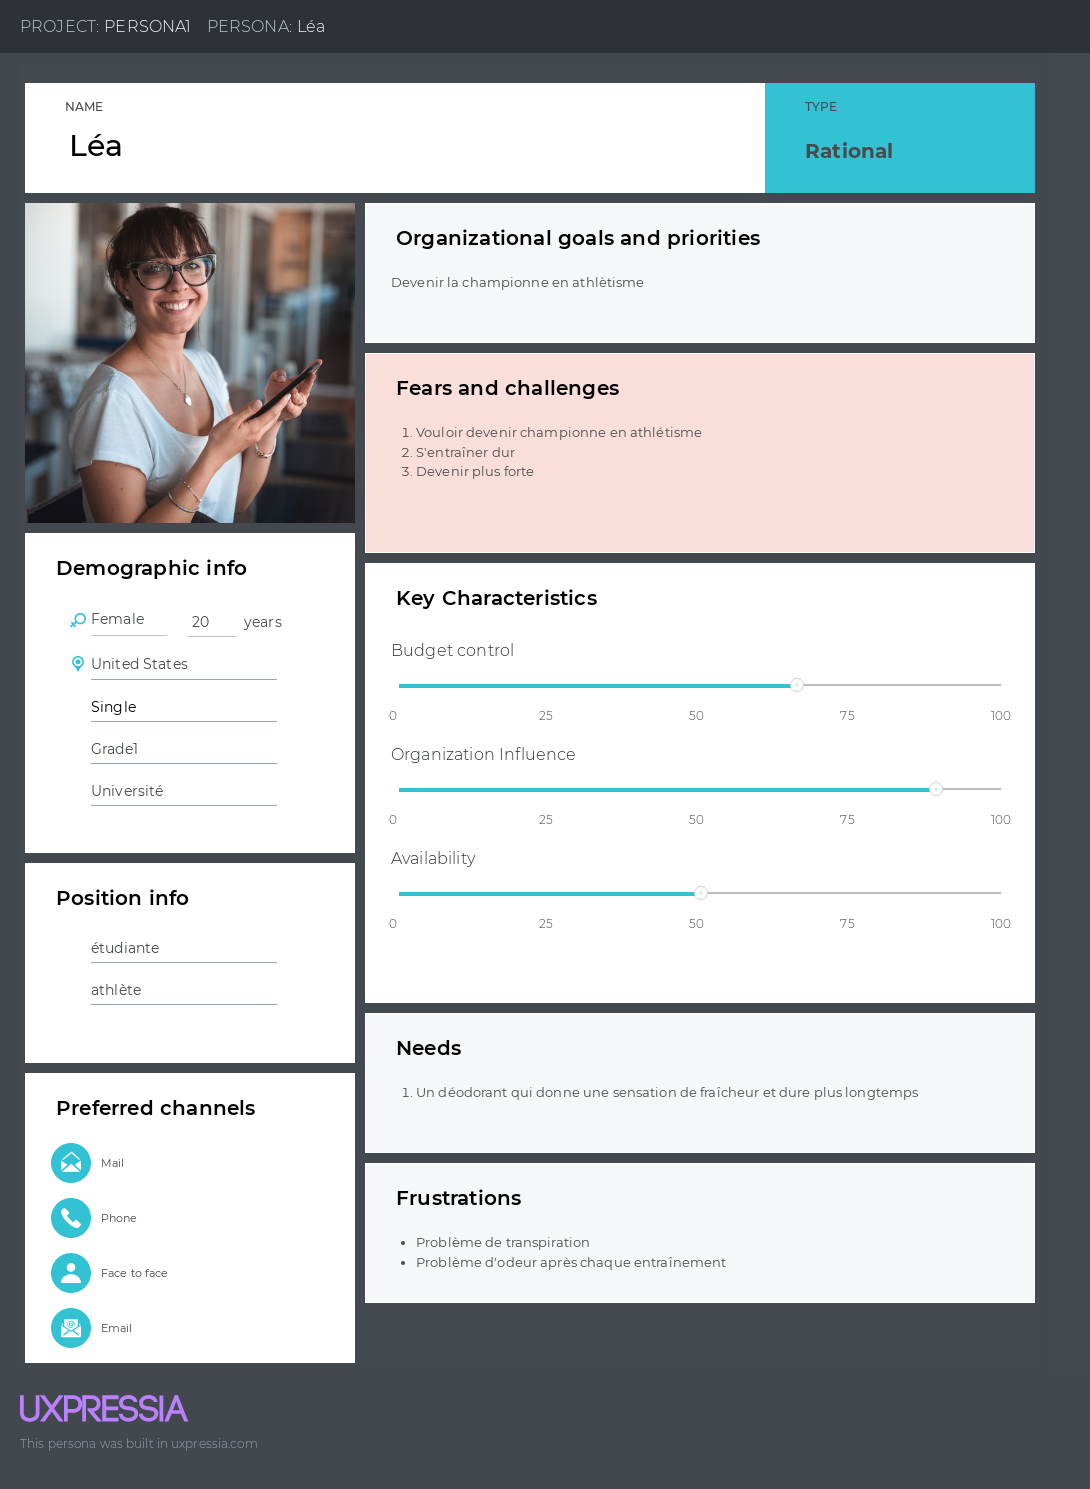 PROJECT: PERSONA1 PERSONA: Léa
NAME
Léa
TYPE
Rational
Organizational goals and priorities
Devenir la championne en athlètisme
Fears and challenges
1. Vouloir devenir championne en athlétisme
2. S'entraîner dur
3. Devenir plus forte
Demographic info
Female 20 years
United States
Single
Grade1
Université
Key Characteristics
Budget control
0 25 50 75 100
Organization Influence
0 25 50 75 100
Availability
0 25 50 75 100
Position info
étudiante
athlète
Needs
1. Un déodorant qui donne une sensation de fraîcheur et dure plus longtemps
Preferred channels
Mail
Phone
Face to face
Email
Frustrations
• Problème de transpiration
• Problème d'odeur après chaque entraînement
UXPRESSIA
This persona was built in uxpressia.com